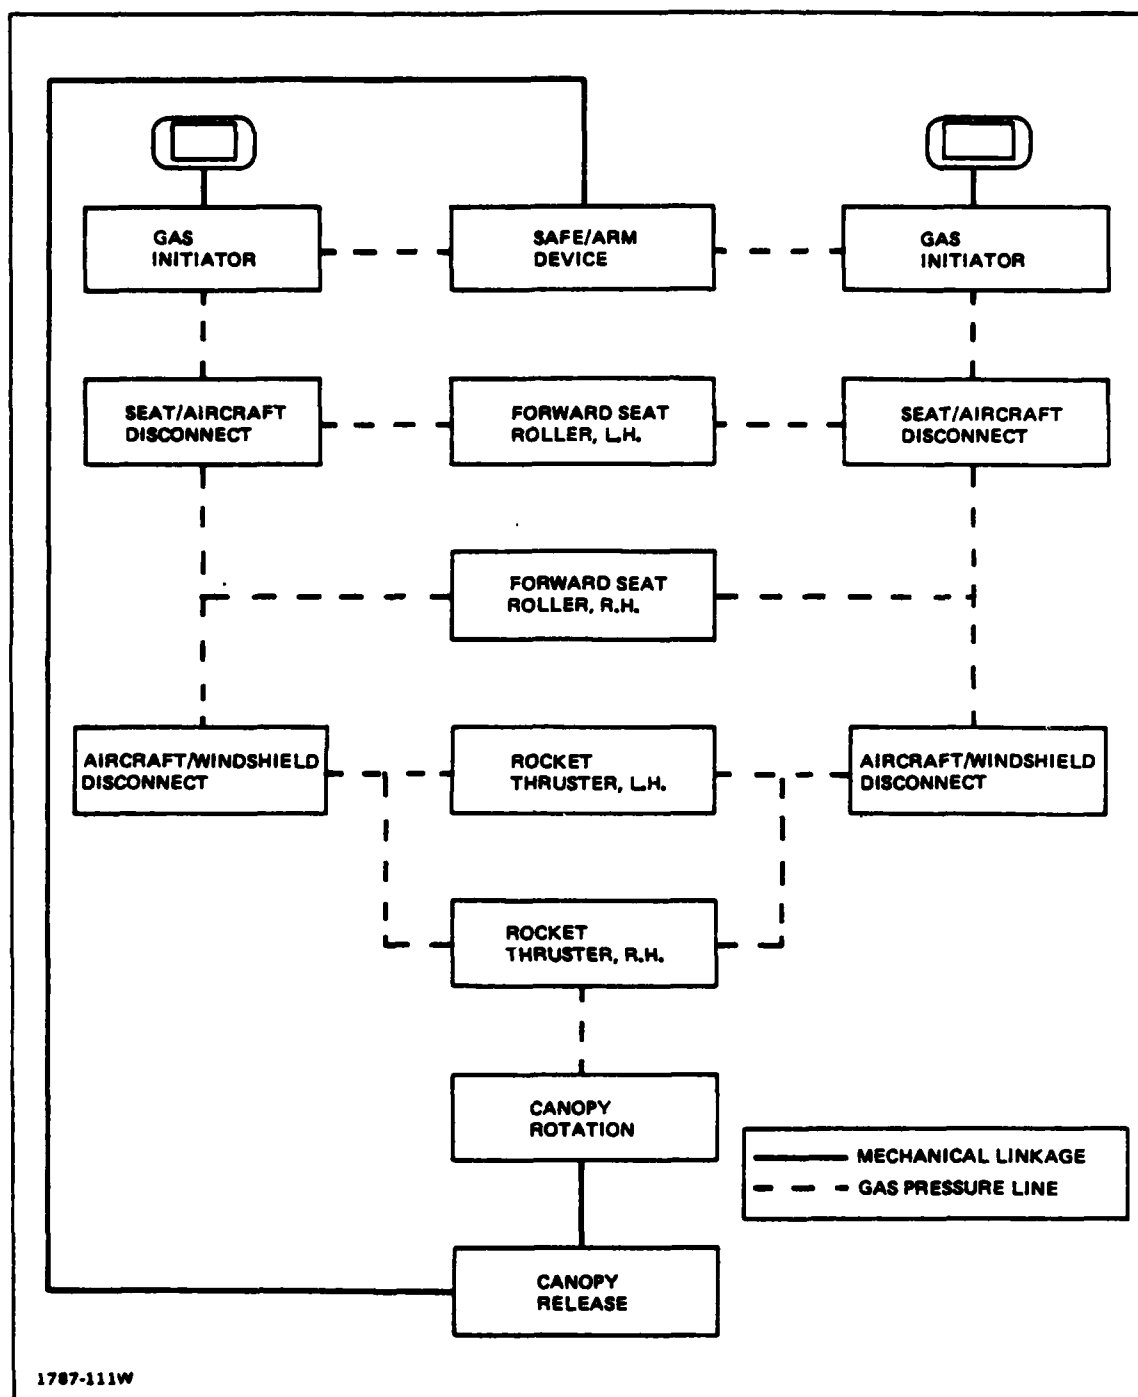 GAS
INITIATOR
SAFE/ARM
DEVICE
GAS
INITIATOR
SEAT/AIRCRAFT
DISCONNECT
FORWARD SEAT
ROLLER, L.H.
SEAT/AIRCRAFT
DISCONNECT
FORWARD SEAT
ROLLER, R.H.
AIRCRAFT/WINDSHIELD
DISCONNECT
ROCKET
THRUSTER, L.H.
AIRCRAFT/WINDSHIELD
DISCONNECT
ROCKET
THRUSTER, R.H.
CANOPY
ROTATION
MECHANICAL LINKAGE
GAS PRESSURE LINE
CANOPY
RELEASE
1787-111W